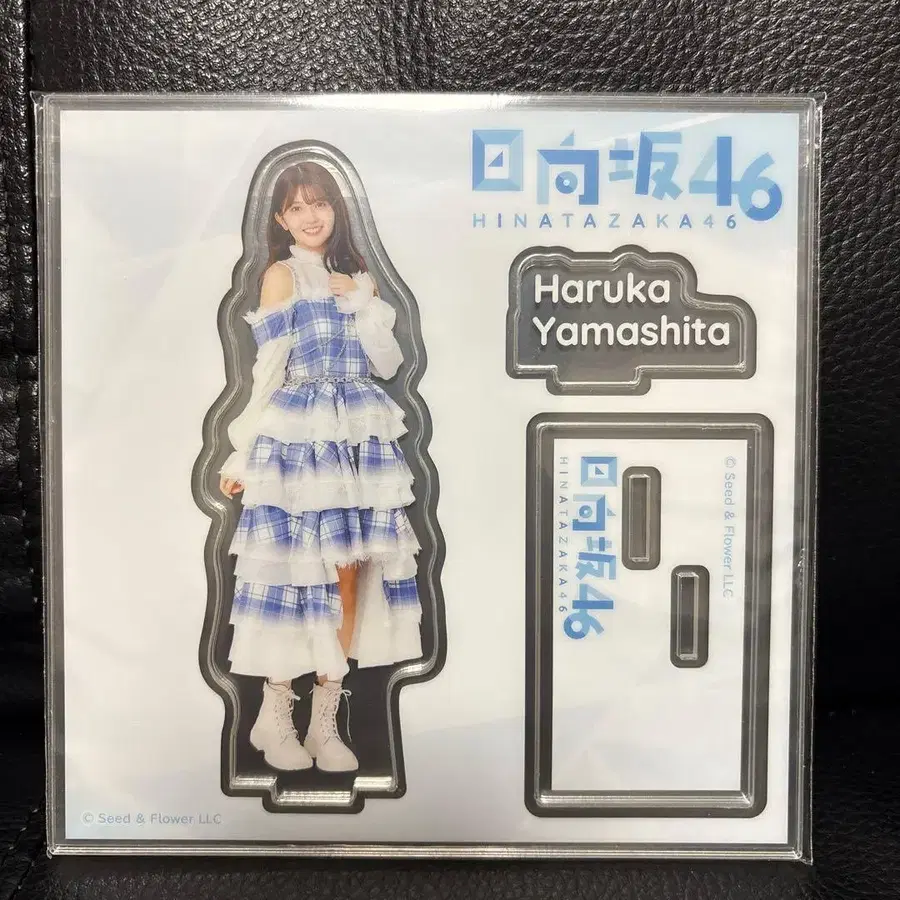 日向坂46
HINATAZAKA46
Haruka
Yamashita
日向坂46
HINATAZAKA46
© Seed & Flower LLC
© Seed & Flower LLC